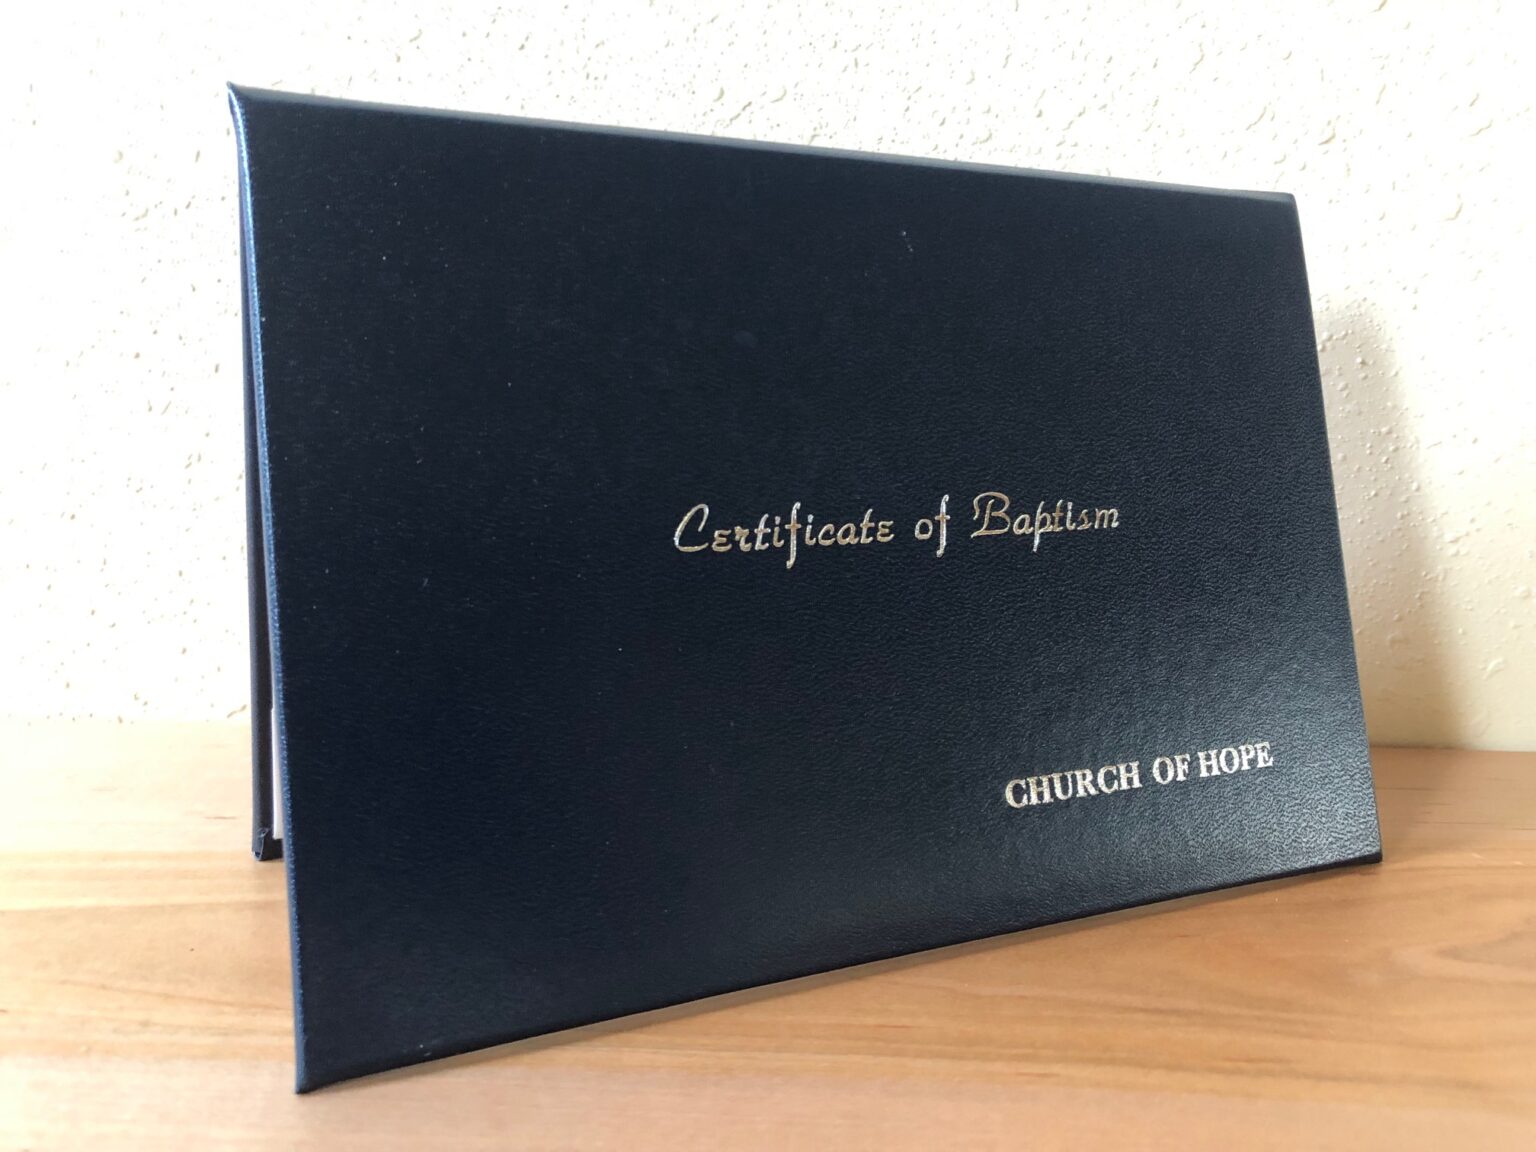 Certificate of Baptism
CHURCH OF HOPE